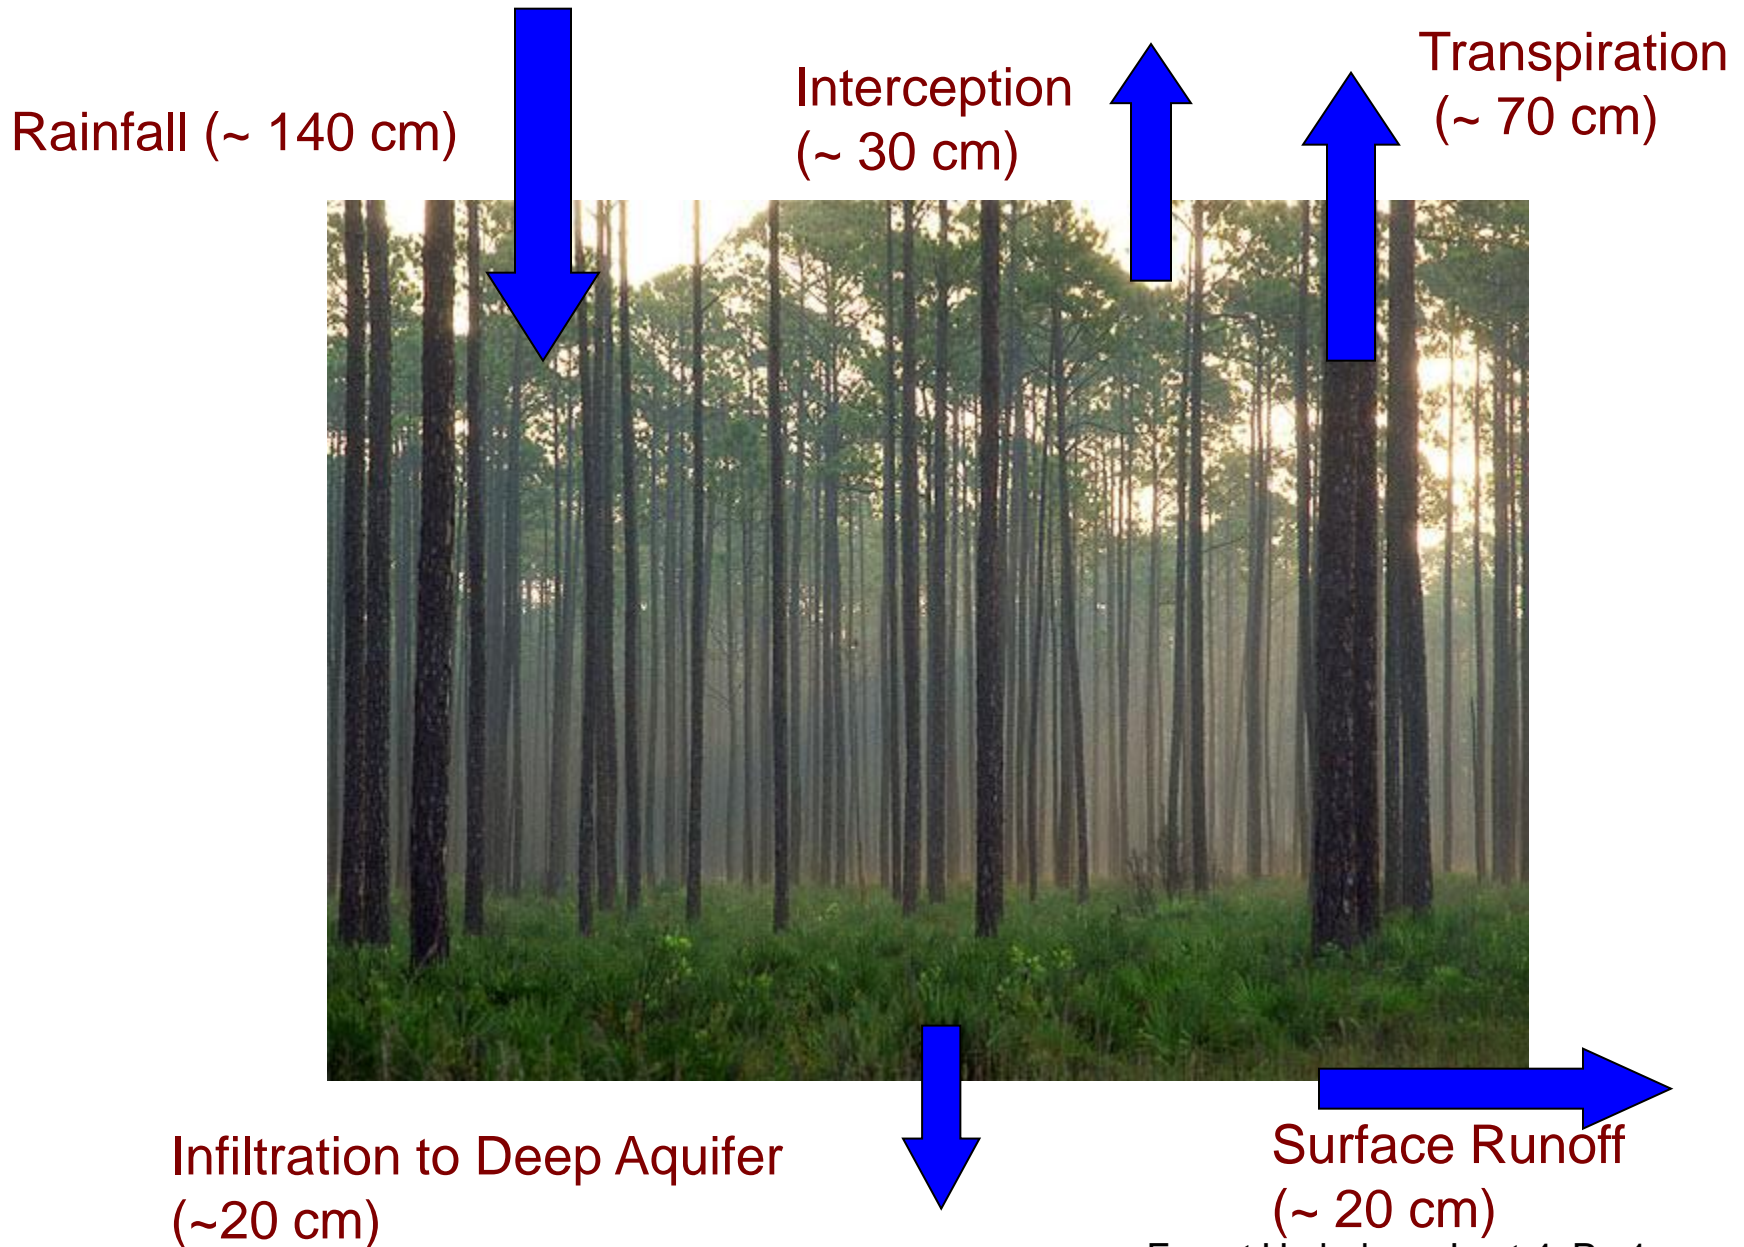 Transpiration
(~ 70 cm)
Interception
(~ 30 cm)
Rainfall (~ 140 cm)
Infiltration to Deep Aquifer
(~20 cm)
Surface Runoff
(~ 20 cm)